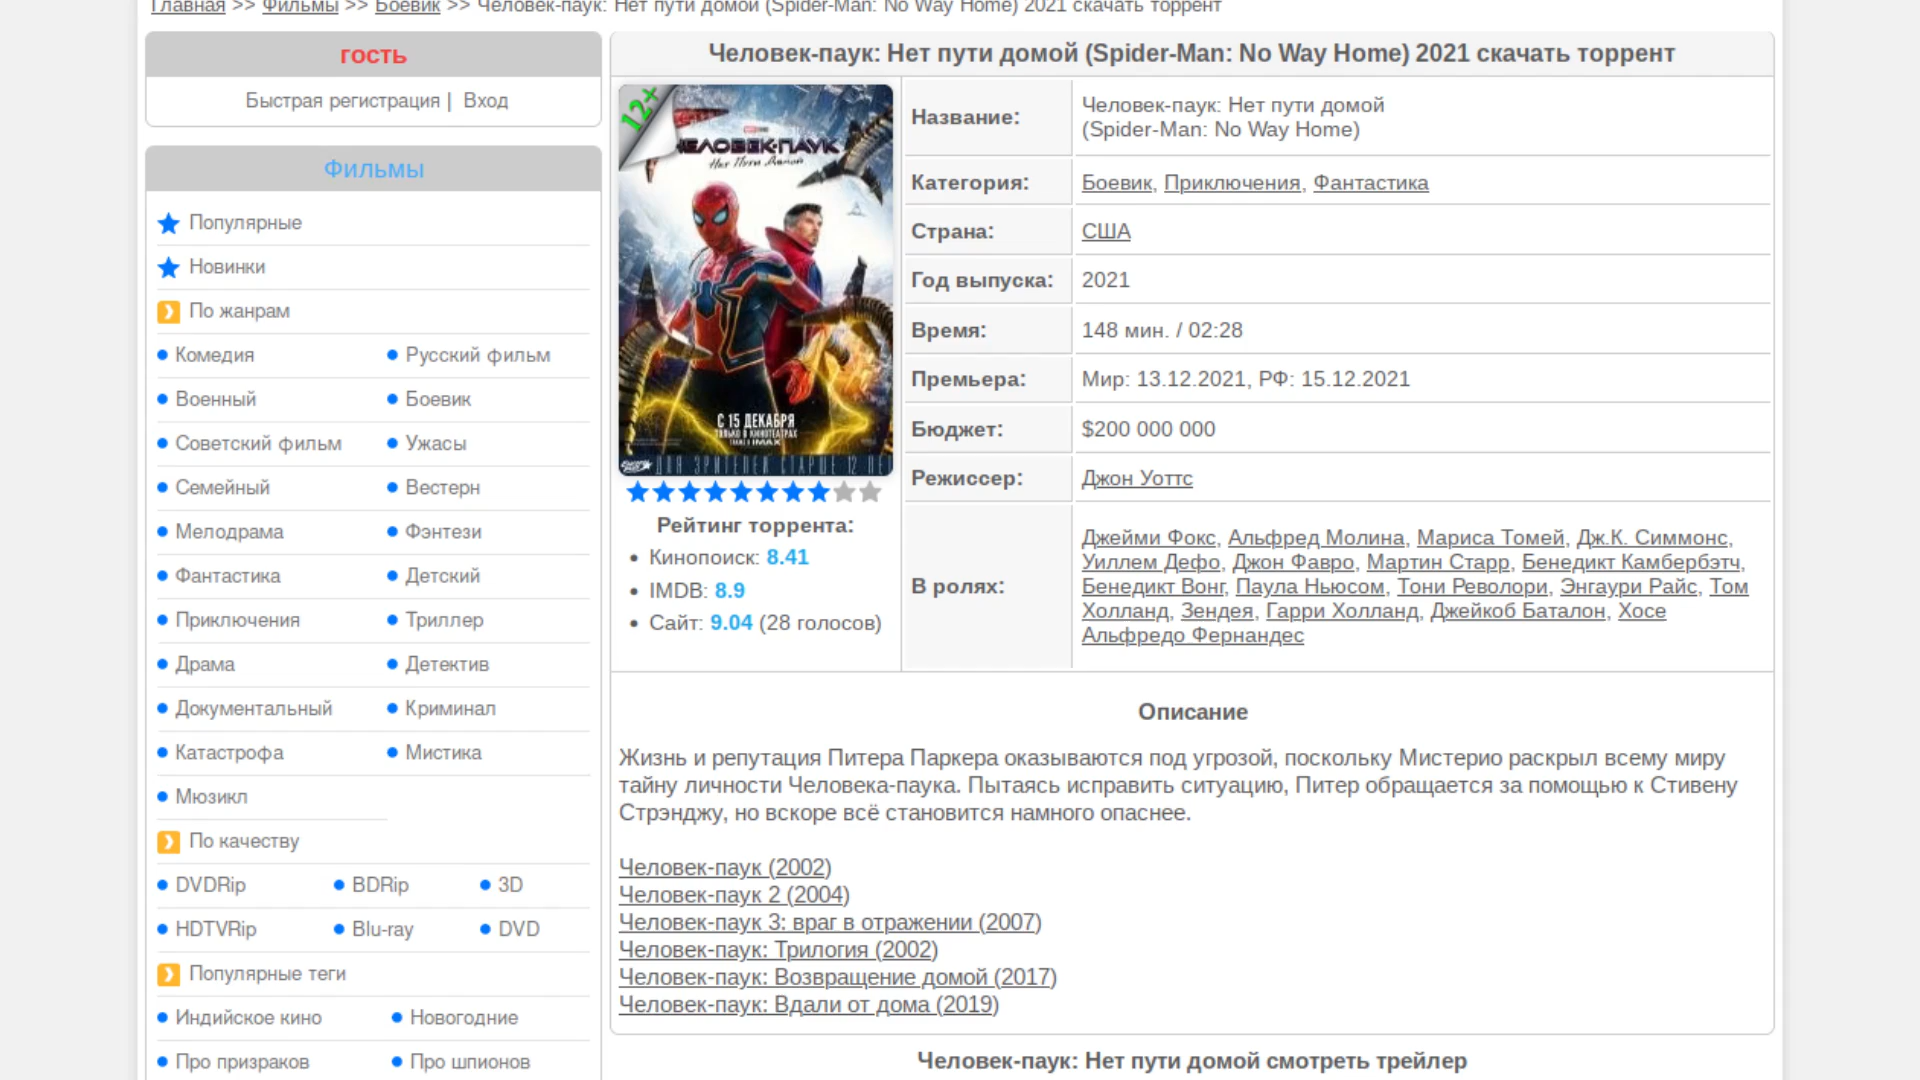 Главная >> Фильмы >> Боевик >> Человек-паук: Нет пути домой (Spider-Man: No Way Home) 2021 скачать торрент
гость
Быстрая регистрация | Вход
Фильмы
Популярные
Новинки
По жанрам
Комедия
Русский фильм
Военный
Боевик
Советский фильм
Ужасы
Семейный
Вестерн
Мелодрама
Фэнтези
Фантастика
Детский
Приключения
Триллер
Драма
Детектив
Документальный
Криминал
Катастрофа
Мистика
Мюзикл
По качеству
DVDRip
BDRip
3D
HDTVRip
Blu-ray
DVD
Популярные теги
Индийское кино
Новогодние
Про призраков
Про шпионов
Человек-паук: Нет пути домой (Spider-Man: No Way Home) 2021 скачать торрент
12+
ЧЕЛОВЕК-ПАУК
Нет Пути Домой
С 15 ДЕКАБРЯ
ТОЛЬКО В КИНОТЕАТРАХ
IMAX
ДЛЯ ЗРИТЕЛЕЙ СТАРШЕ 12 ЛЕ
Рейтинг торрента:
Кинопоиск: 8.41
IMDB: 8.9
Сайт: 9.04 (28 голосов)
Название: Человек-паук: Нет пути домой
(Spider-Man: No Way Home)
Категория: Боевик, Приключения, Фантастика
Страна: США
Год выпуска: 2021
Время: 148 мин. / 02:28
Премьера: Мир: 13.12.2021, РФ: 15.12.2021
Бюджет: $200 000 000
Режиссер: Джон Уоттс
В ролях:
Джейми Фокс, Альфред Молина, Мариса Томей, Дж.К. Симмонс,
Уиллем Дефо, Джон Фавро, Мартин Старр, Бенедикт Камбербэтч,
Бенедикт Вонг, Паула Ньюсом, Тони Револори, Энгаури Райс, Том
Холланд, Зендея, Гарри Холланд, Джейкоб Баталон, Хосе
Альфредо Фернандес
Описание
Жизнь и репутация Питера Паркера оказываются под угрозой, поскольку Мистерио раскрыл всему миру
тайну личности Человека-паука. Пытаясь исправить ситуацию, Питер обращается за помощью к Стивену
Стрэнджу, но вскоре всё становится намного опаснее.
Человек-паук (2002)
Человек-паук 2 (2004)
Человек-паук 3: враг в отражении (2007)
Человек-паук: Трилогия (2002)
Человек-паук: Возвращение домой (2017)
Человек-паук: Вдали от дома (2019)
Человек-паук: Нет пути домой смотреть трейлер